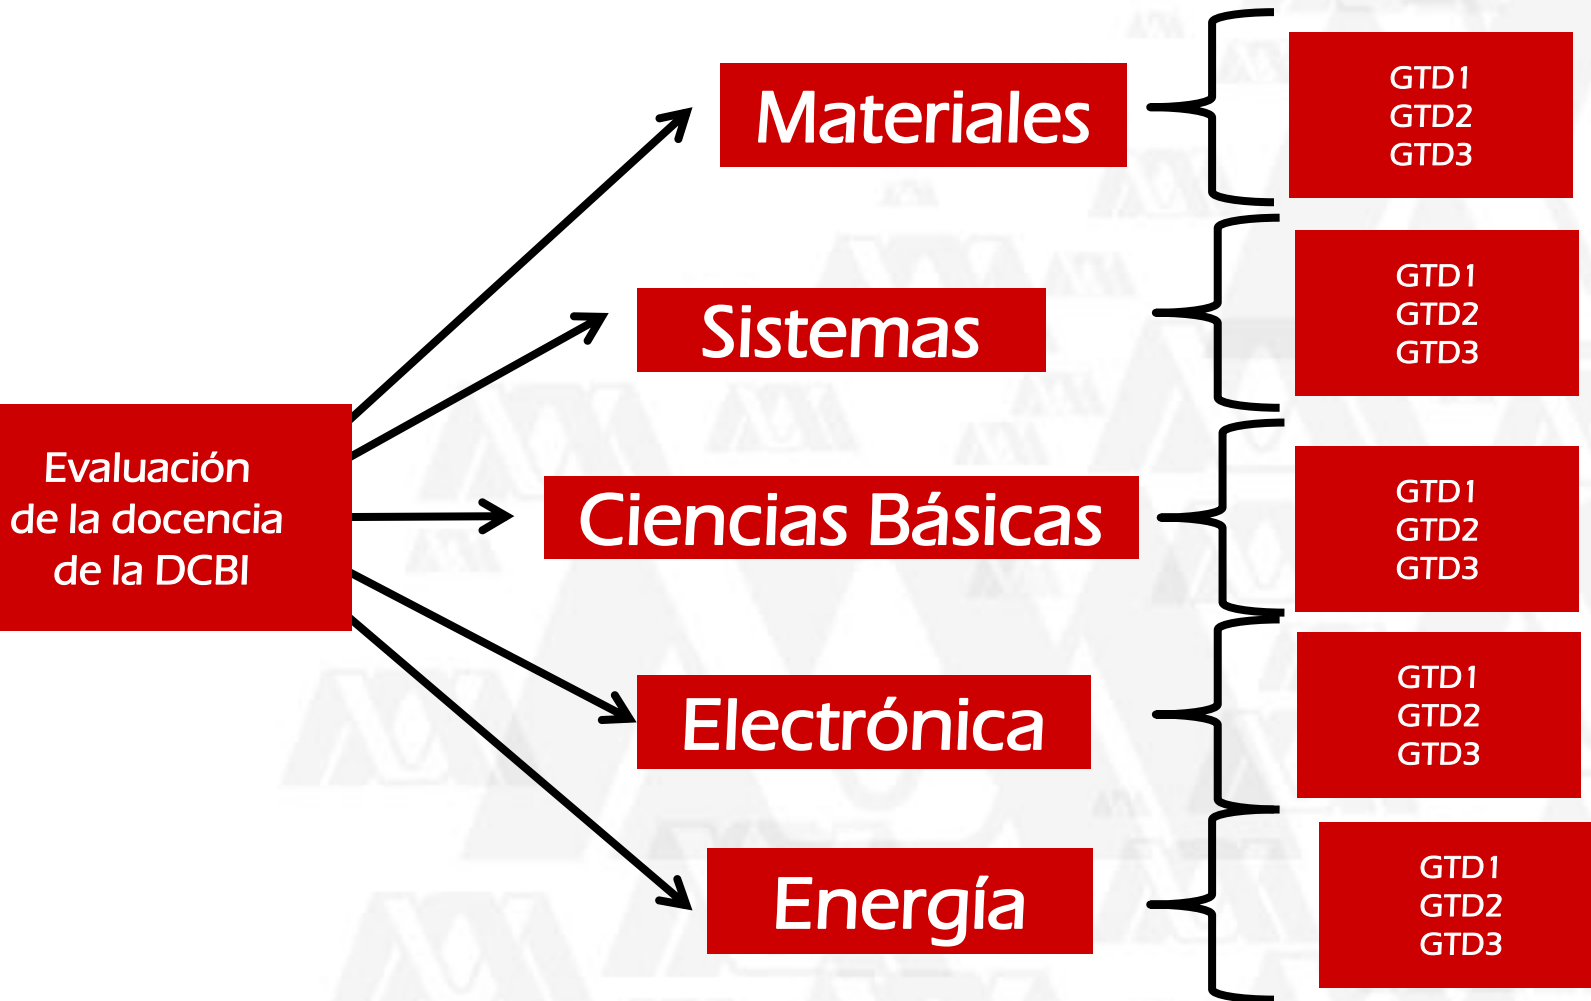 Evaluación
de la docencia
de la DCBI
Materiales
GTD1
GTD2
GTD3
Sistemas
GTD1
GTD2
GTD3
Ciencias Básicas
GTD1
GTD2
GTD3
Electrónica
GTD1
GTD2
GTD3
Energía
GTD1
GTD2
GTD3